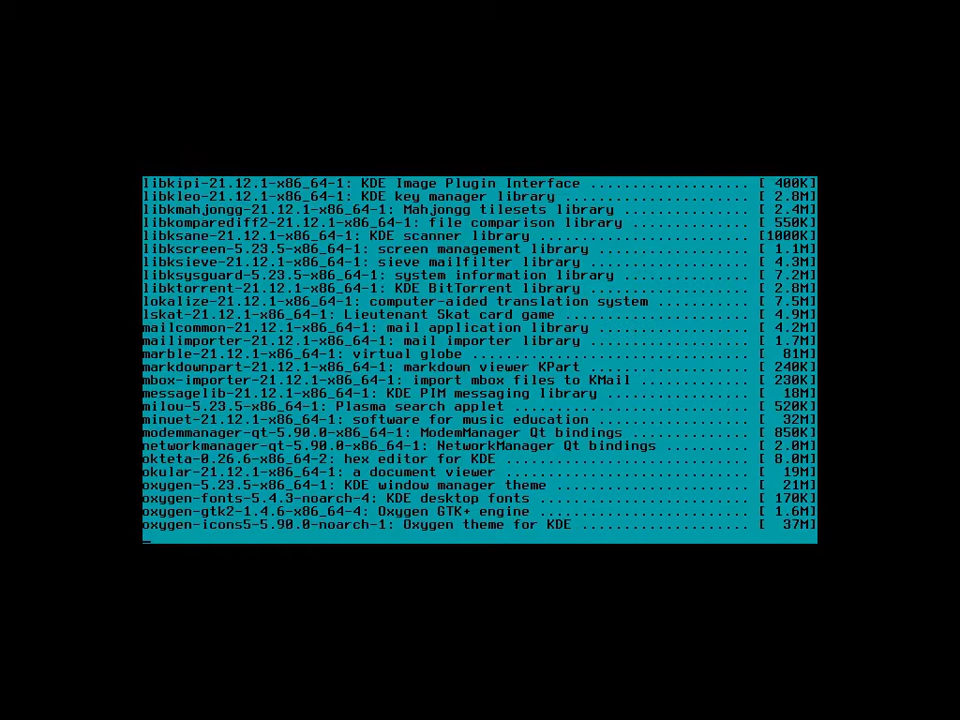 libkipi-21.12.1-x86_64-1: KDE Image Plugin Interface ................... [ 400K]
libkleo-21.12.1-x86_64-1: KDE key manager library ...................... [ 2.8M]
libkmahjongg-21.12.1-x86_64-1: Mahjongg tilesets library ............... [ 2.4M]
libkomparediff2-21.12.1-x86_64-1: file comparison library .............. [ 550K]
libksane-21.12.1-x86_64-1: KDE scanner library ......................... [1000K]
libkscreen-5.23.5-x86_64-1: screen management library .................. [ 1.1M]
libksieve-21.12.1-x86_64-1: sieve mailfilter library ................... [ 4.3M]
libksysguard-5.23.5-x86_64-1: system information library ............... [ 7.2M]
libktorrent-21.12.1-x86_64-1: KDE BitTorrent library ................... [ 2.8M]
lokalize-21.12.1-x86_64-1: computer-aided translation system ........... [ 7.5M]
lskat-21.12.1-x86_64-1: Lieutenant Skat card game ...................... [ 4.9M]
mailcommon-21.12.1-x86_64-1: mail application library .................. [ 4.2M]
mailimporter-21.12.1-x86_64-1: mail importer library ................... [ 1.7M]
marble-21.12.1-x86_64-1: virtual globe ................................. [  81M]
markdownpart-21.12.1-x86_64-1: markdown viewer KPart ................... [ 240K]
mbox-importer-21.12.1-x86_64-1: import mbox files to KMail ............. [ 230K]
messagelib-21.12.1-x86_64-1: KDE PIM messaging library ................. [  18M]
milou-5.23.5-x86_64-1: Plasma search applet ............................ [ 520K]
minuet-21.12.1-x86_64-1: software for music education .................. [  32M]
modemmanager-qt-5.90.0-x86_64-1: ModemManager Qt bindings .............. [ 850K]
networkmanager-qt-5.90.0-x86_64-1: NetworkManager Qt bindings .......... [ 2.0M]
okteta-0.26.6-x86_64-2: hex editor for KDE ............................. [ 8.0M]
okular-21.12.1-x86_64-1: a document viewer ............................. [  19M]
oxygen-5.23.5-x86_64-1: KDE window manager theme ....................... [  21M]
oxygen-fonts-5.4.3-noarch-4: KDE desktop fonts ......................... [ 170K]
oxygen-gtk2-1.4.6-x86_64-4: Oxygen GTK+ engine ......................... [ 1.6M]
oxygen-icons5-5.90.0-noarch-1: Oxygen theme for KDE .................... [  37M]